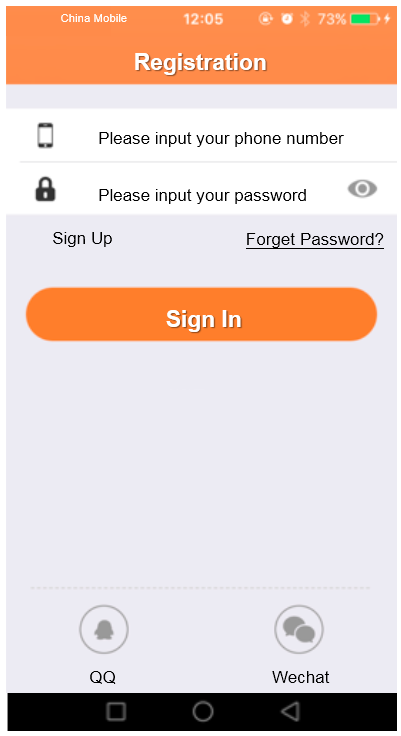 China Mobile 12:05 73%
Registration
Please input your phone number
Please input your password
Sign Up Forget Password?
Sign In
QQ Wechat